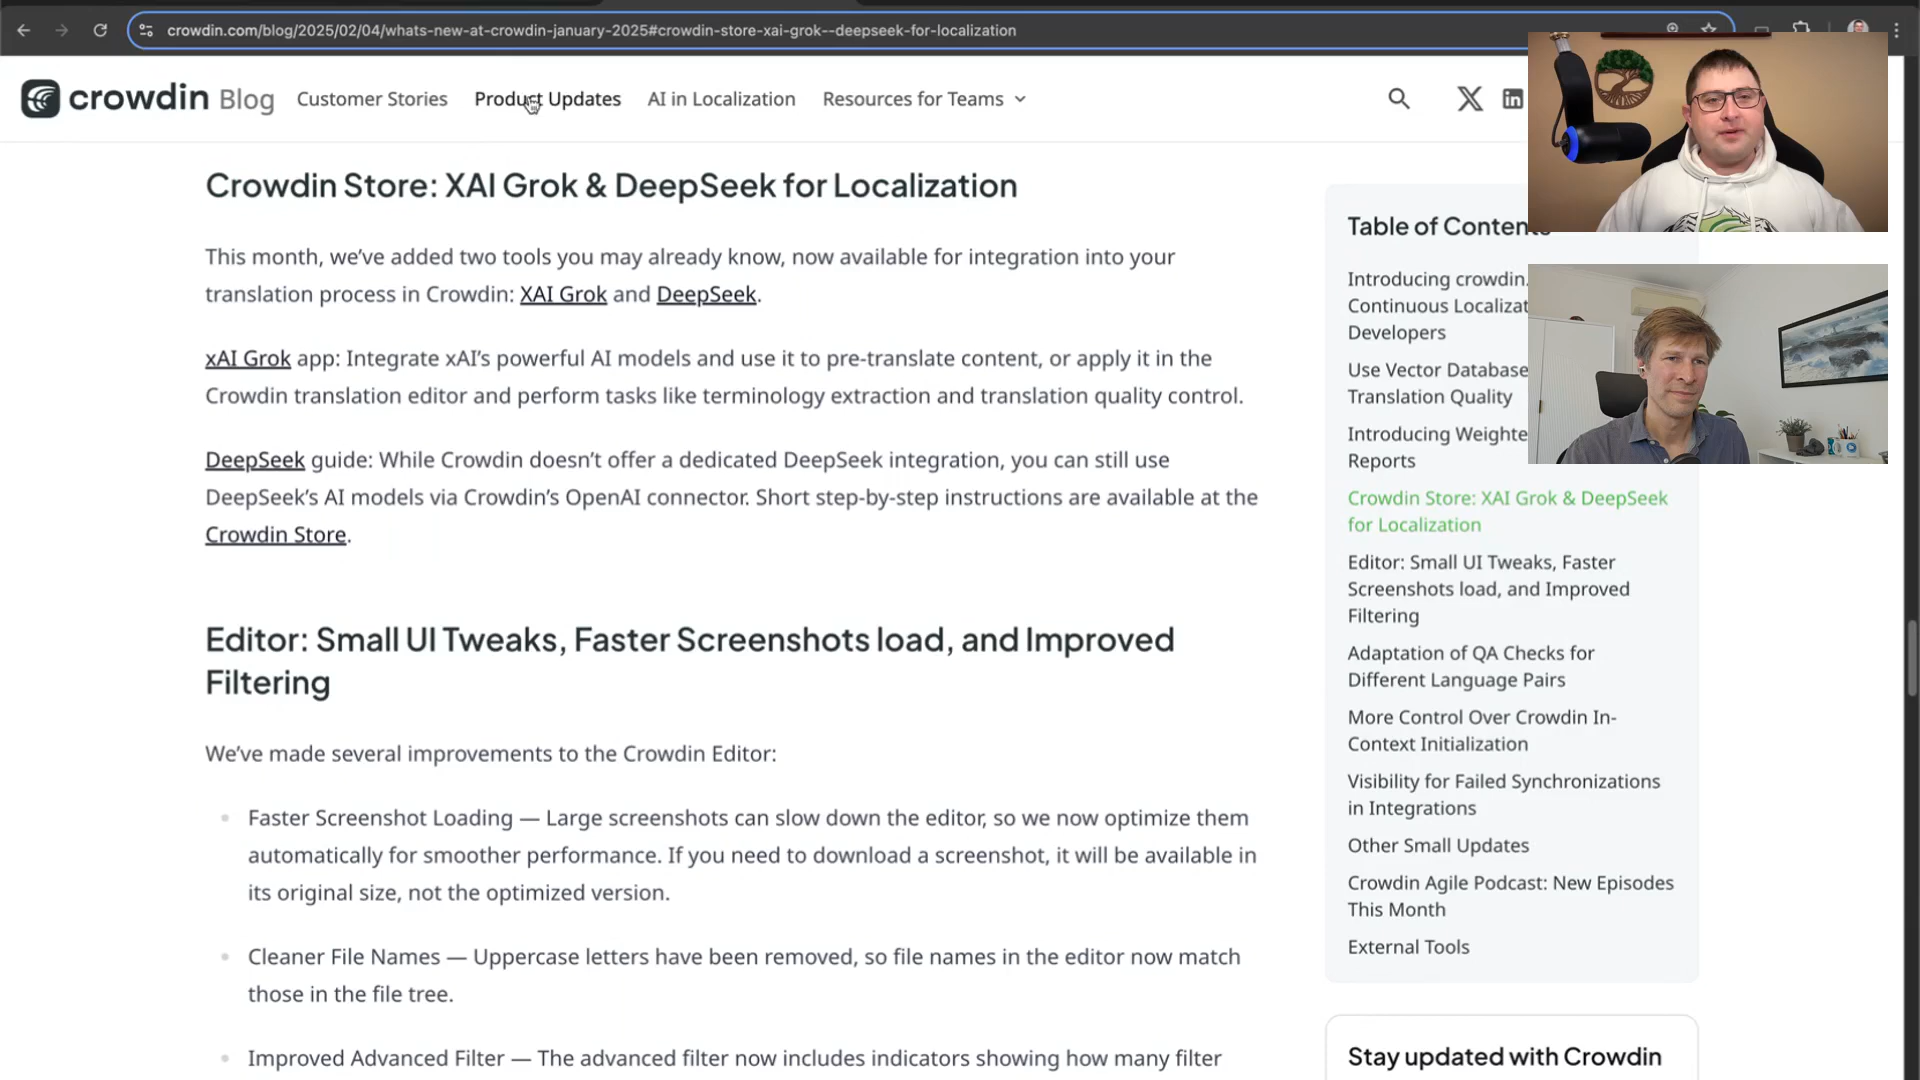 crowdin.com/blog/2025/02/04/whats-new-at-crowdin-january-2025#crowdin-store-xai-grok--deepseek-for-localization
crowdin Blog
Customer Stories
Product Updates
AI in Localization
Resources for Teams
Crowdin Store: XAI Grok & DeepSeek for Localization
This month, we’ve added two tools you may already know, now available for integration into your
translation process in Crowdin: XAI Grok and DeepSeek.
xAI Grok app: Integrate xAI’s powerful AI models and use it to pre-translate content, or apply it in the
Crowdin translation editor and perform tasks like terminology extraction and translation quality control.
DeepSeek guide: While Crowdin doesn’t offer a dedicated DeepSeek integration, you can still use
DeepSeek’s AI models via Crowdin’s OpenAI connector. Short step-by-step instructions are available at the
Crowdin Store.
Editor: Small UI Tweaks, Faster Screenshots load, and Improved
Filtering
We’ve made several improvements to the Crowdin Editor:
Faster Screenshot Loading — Large screenshots can slow down the editor, so we now optimize them
automatically for smoother performance. If you need to download a screenshot, it will be available in
its original size, not the optimized version.
Cleaner File Names — Uppercase letters have been removed, so file names in the editor now match
those in the file tree.
Improved Advanced Filter — The advanced filter now includes indicators showing how many filter
Table of Contents
Introducing crowdin.
Continuous Localizat
Developers
Use Vector Database
Translation Quality
Introducing Weighte
Reports
Crowdin Store: XAI Grok & DeepSeek
for Localization
Editor: Small UI Tweaks, Faster
Screenshots load, and Improved
Filtering
Adaptation of QA Checks for
Different Language Pairs
More Control Over Crowdin In-
Context Initialization
Visibility for Failed Synchronizations
in Integrations
Other Small Updates
Crowdin Agile Podcast: New Episodes
This Month
External Tools
Stay updated with Crowdin